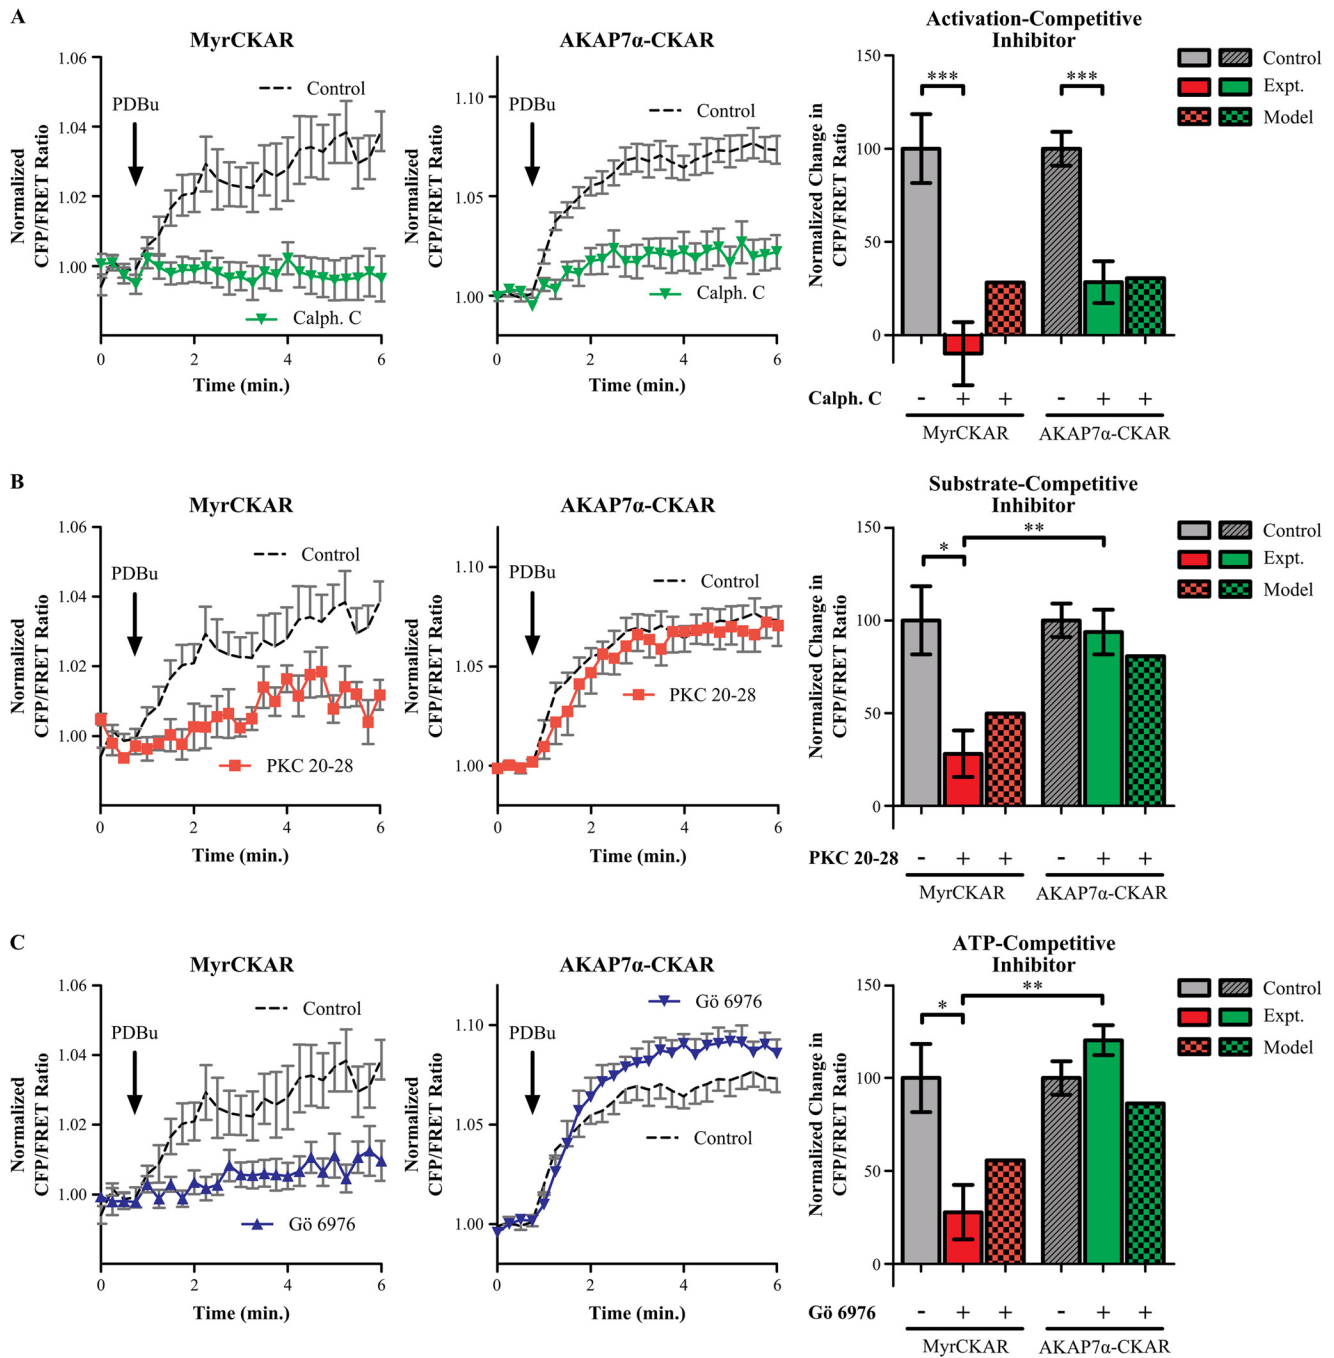 A
MyrCKAR
1.06
1.04
1.02
1.00
Normalized
CFP/FRET Ratio
PDBu
Control
Calph. C
0
2
4
6
Time (min.)
AKAP7α-CKAR
1.10
1.05
1.00
Normalized
CFP/FRET Ratio
PDBu
Control
Calph. C
0
2
4
6
Time (min.)
Activation-Competitive
Inhibitor
150
100
50
0
Normalized Change in
CFP/FRET Ratio
***
***
Control
Expt.
Model
Calph. C - + + - + +
MyrCKAR
AKAP7α-CKAR
B
MyrCKAR
1.06
1.04
1.02
1.00
Normalized
CFP/FRET Ratio
PDBu
Control
PKC 20-28
0
2
4
6
Time (min.)
AKAP7α-CKAR
1.10
1.05
1.00
Normalized
CFP/FRET Ratio
PDBu
Control
PKC 20-28
0
2
4
6
Time (min.)
Substrate-Competitive
Inhibitor
150
100
50
0
Normalized Change in
CFP/FRET Ratio
*
**
Control
Expt.
Model
PKC 20-28 - + + - + +
MyrCKAR
AKAP7α-CKAR
C
MyrCKAR
1.06
1.04
1.02
1.00
Normalized
CFP/FRET Ratio
PDBu
Control
Gö 6976
0
2
4
6
Time (min.)
AKAP7α-CKAR
1.10
1.05
1.00
Normalized
CFP/FRET Ratio
PDBu
Gö 6976
Control
0
2
4
6
Time (min.)
ATP-Competitive
Inhibitor
150
100
50
0
Normalized Change in
CFP/FRET Ratio
*
**
Control
Expt.
Model
Gö 6976 - + + - + +
MyrCKAR
AKAP7α-CKAR